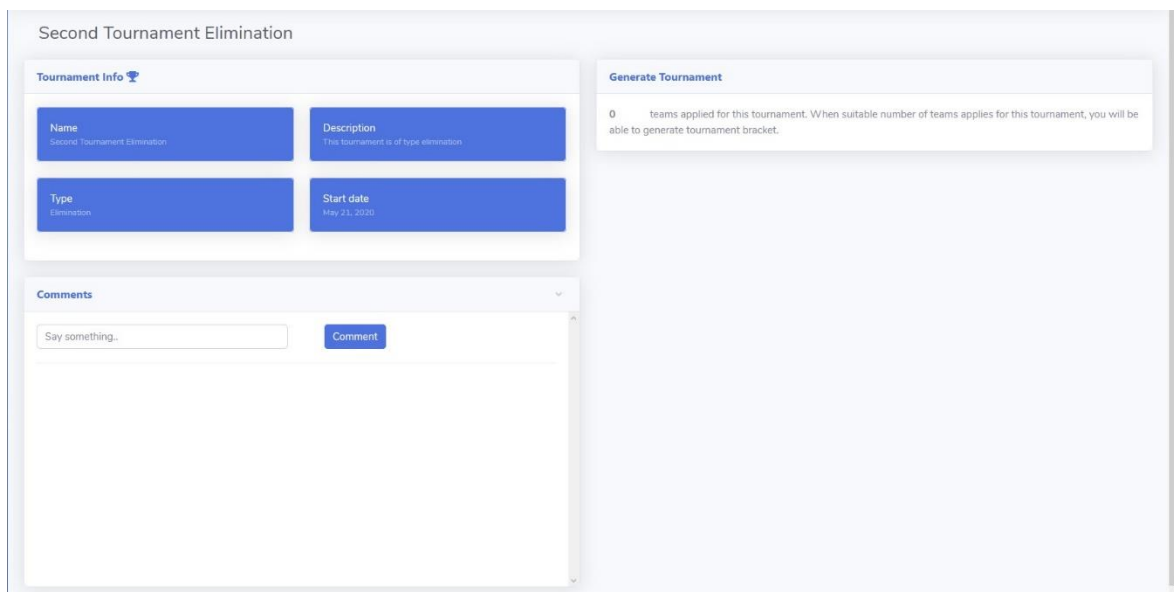 Second Tournament Elimination
Tournament Info
Name
Second Tournament Elimination
Description
This tournament is of type elimination
Type
Elimination
Start date
May 21, 2020
Comments
Say something..
Comment
Generate Tournament
0 teams applied for this tournament. When suitable number of teams applies for this tournament, you will be
able to generate tournament bracket.